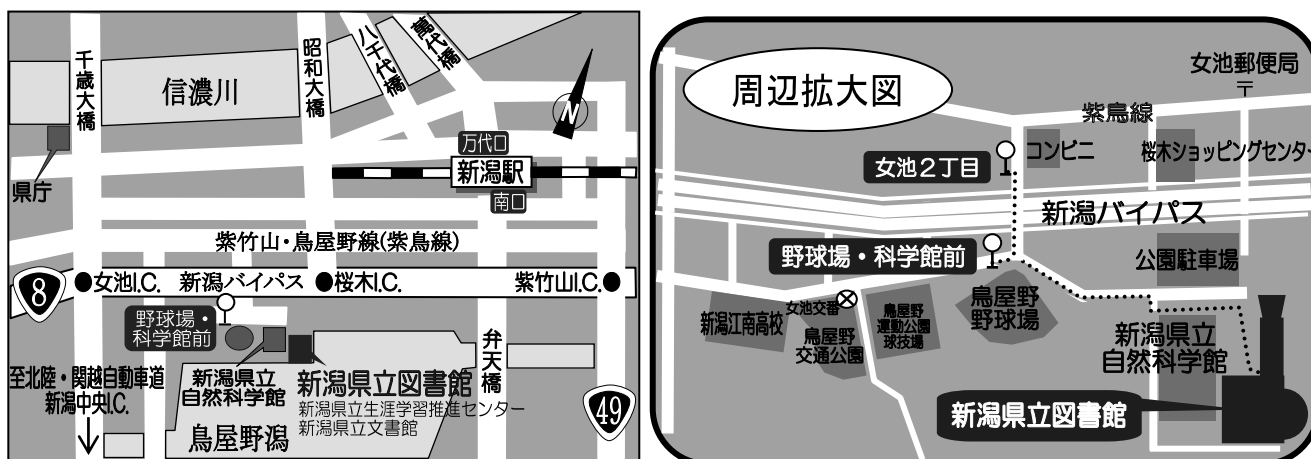 千歳大橋
信濃川
昭和大橋
八千代橋
萬代橋
N
県庁
万代口
新潟駅
南口
紫竹山・鳥屋野線(紫鳥線)
8
女池I.C.
新潟バイパス
桜木I.C.
紫竹山I.C.
野球場・
科学館前
弁天橋
至北陸・関越自動車道
新潟中央I.C.
新潟県立
自然科学館
新潟県立図書館
新潟県立生涯学習推進センター
新潟県立文書館
鳥屋野潟
49
周辺拡大図
女池郵便局
〒
紫鳥線
コンビニ
桜木ショッピングセンター
女池2丁目
新潟バイパス
野球場・科学館前
公園駐車場
新潟江南高校
女池交番
鳥屋野
交通公園
鳥屋野
運動公園
球技場
鳥屋野
野球場
新潟県立
自然科学館
新潟県立図書館